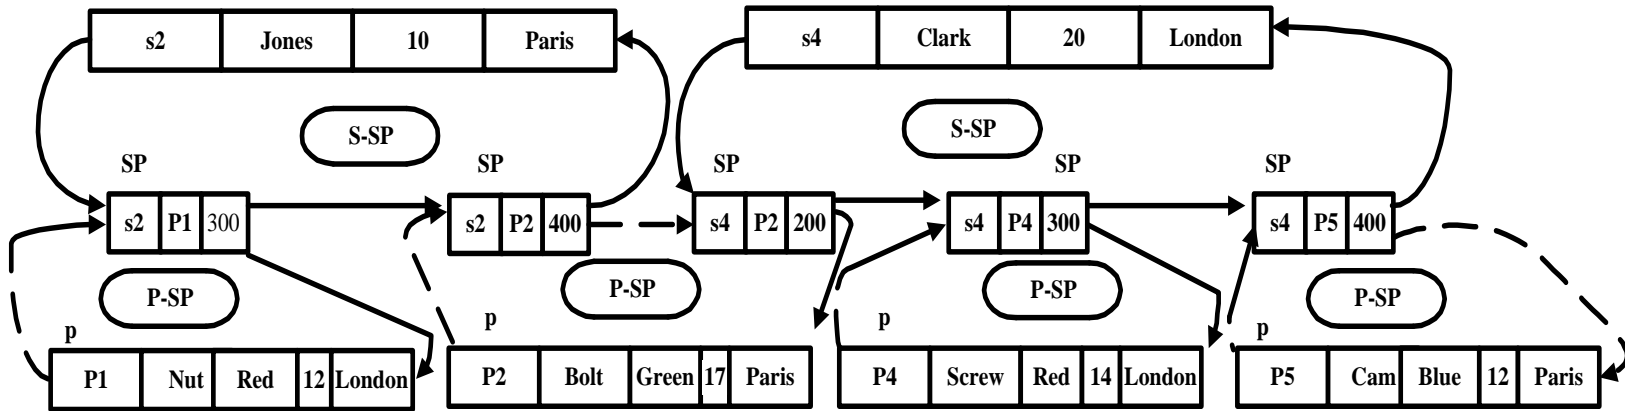 s2 Jones 10 Paris
s4 Clark 20 London
S-SP
S-SP
SP
SP
SP
SP
SP
s2 P1 300
s2 P2 400
s4 P2 200
s4 P4 300
s4 P5 400
P-SP
P-SP
P-SP
P-SP
p
p
p
p
P1 Nut Red 12 London
P2 Bolt Green 17 Paris
P4 Screw Red 14 London
P5 Cam Blue 12 Paris